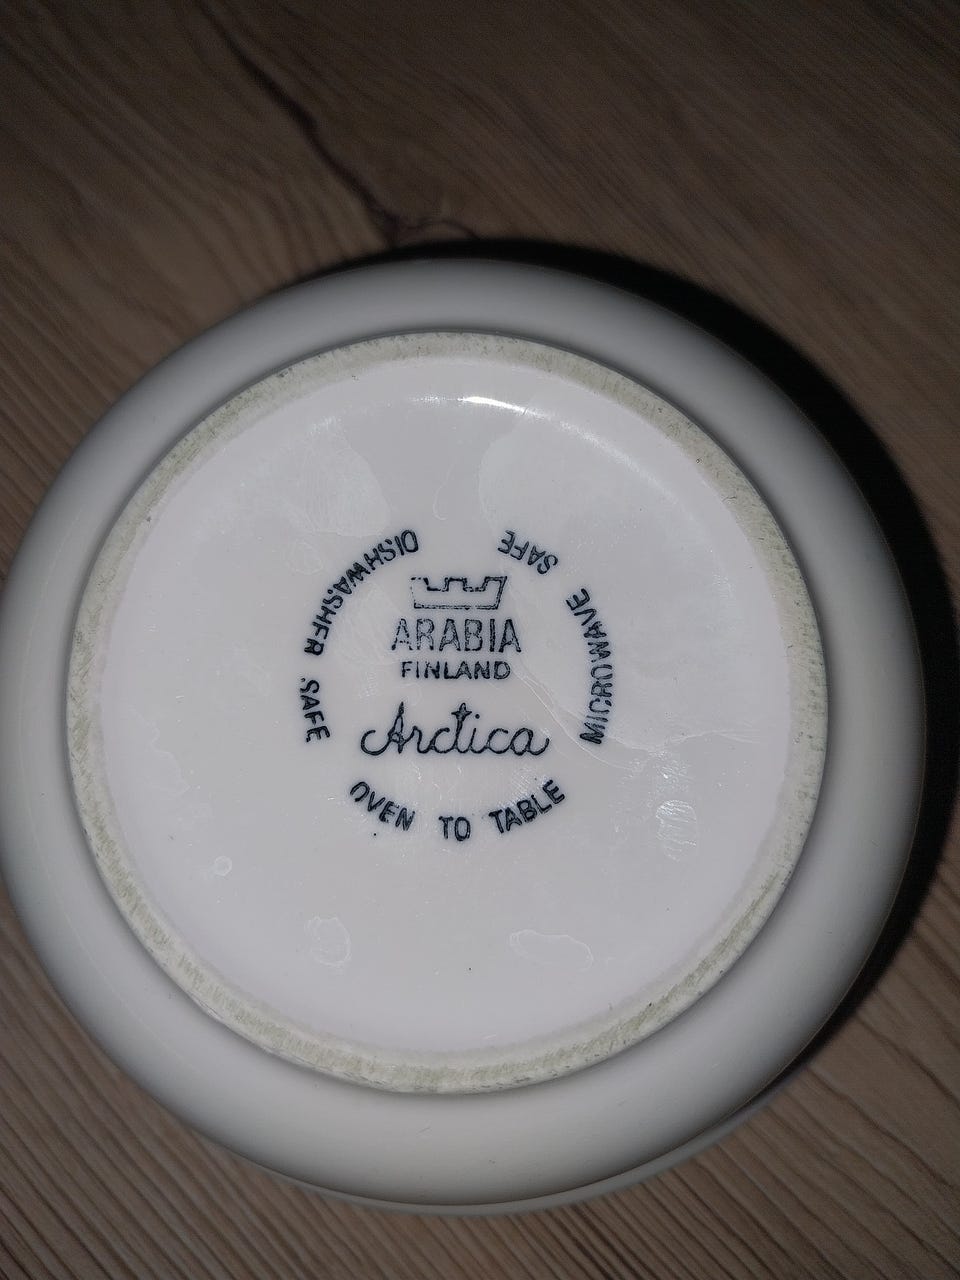 ARABIA
FINLAND
Arctica
DISHWASHER SAFE
MICROWAVE SAFE
OVEN TO TABLE